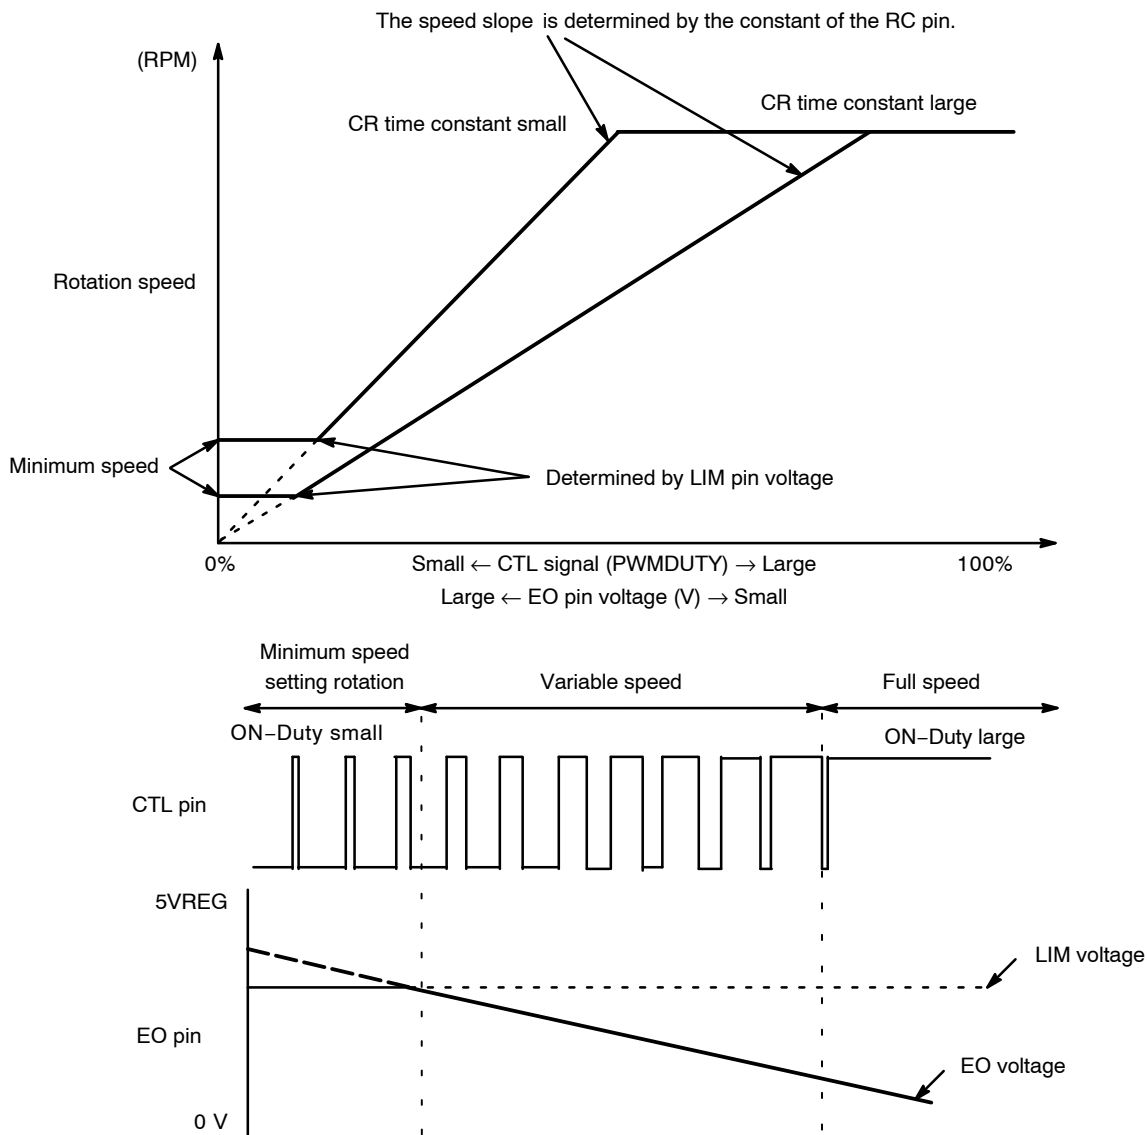 The speed slope is determined by the constant of the RC pin.
(RPM)
CR time constant large
CR time constant small
Rotation speed
Minimum speed
Determined by LIM pin voltage
0%
Small ← CTL signal (PWMDUTY) → Large
100%
Large ← EO pin voltage (V) → Small
Minimum speed
setting rotation
Variable speed
Full speed
ON−Duty small
ON−Duty large
CTL pin
5VREG
LIM voltage
EO pin
EO voltage
0 V